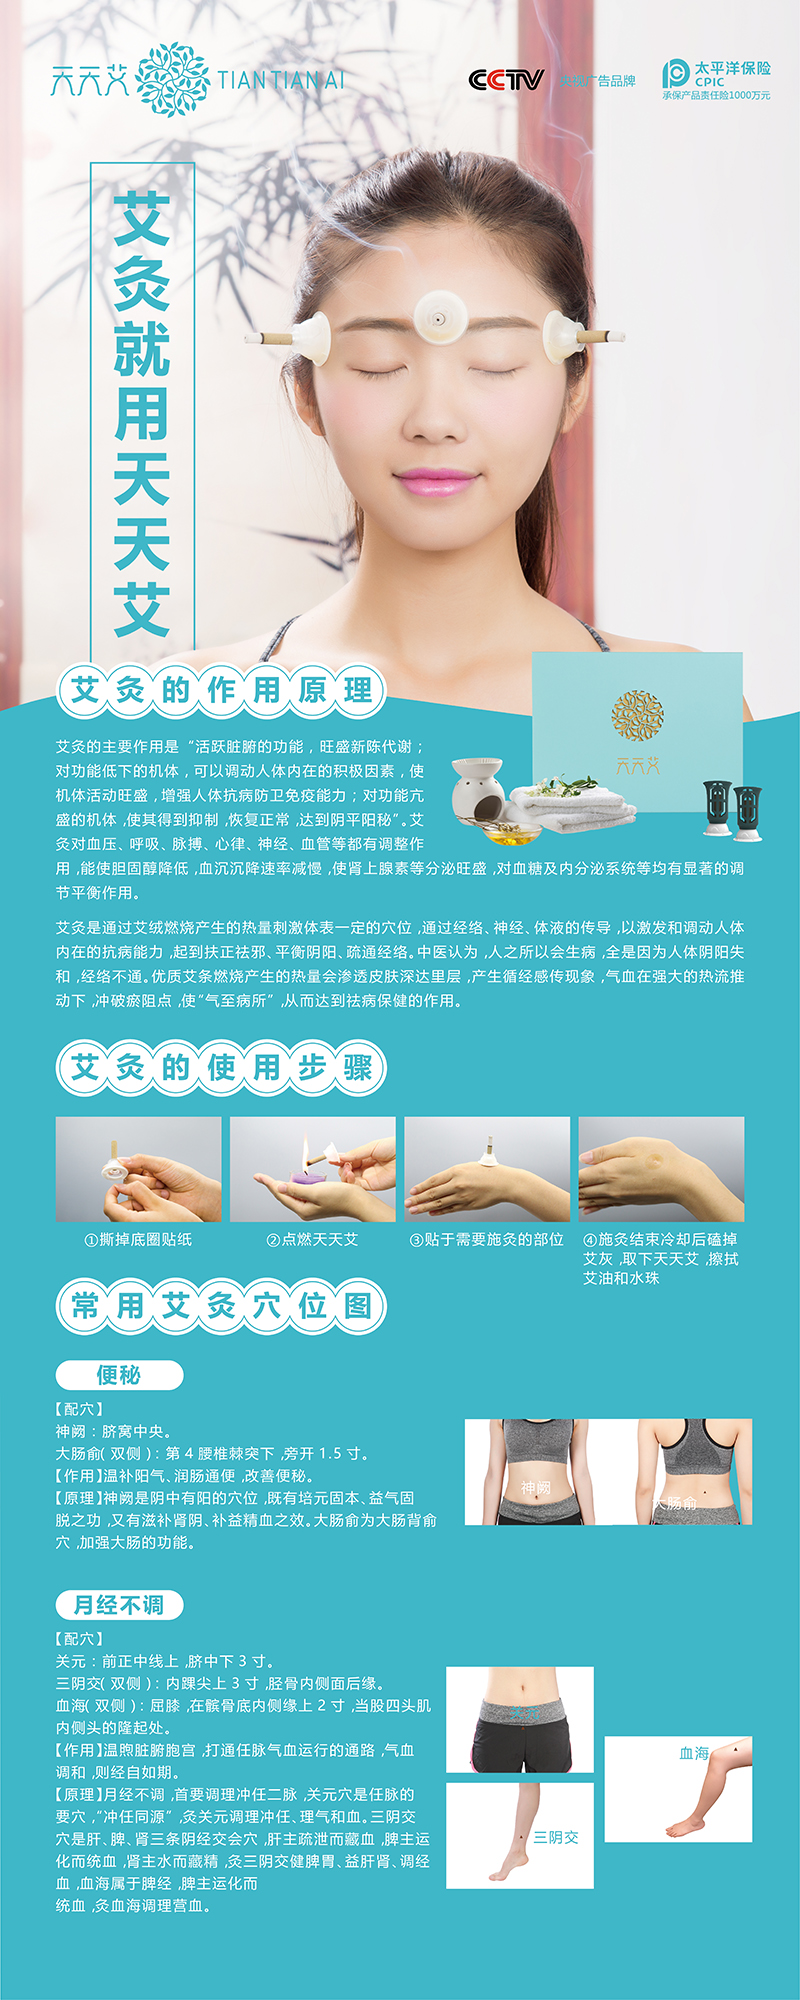 天天艾 TIANTIANAI
CCTV 央视广告品牌
太平洋保险
CPIC
承保产品责任险1000万元
艾灸就用天天艾
艾灸的作用原理
天天艾
艾灸的主要作用是“活跃脏腑的功能，旺盛新陈代谢；
对功能低下的机体，可以调动人体内在的积极因素，使
机体活动旺盛，增强人体抗病防卫免疫能力；对功能亢
盛的机体，使其得到抑制，恢复正常，达到阴平阳秘”。艾
灸对血压、呼吸、脉搏、心律、神经、血管等都有调整作
用，能使胆固醇降低，血沉沉降速率减慢，使肾上腺素等分泌旺盛，对血糖及内分泌系统等均有显著的调
节平衡作用。
艾灸是通过艾绒燃烧产生的热量刺激体表一定的穴位，通过经络、神经、体液的传导，以激发和调动人体
内在的抗病能力，起到扶正祛邪、平衡阴阳、疏通经络。中医认为，人之所以会生病，全是因为人体阴阳失
和，经络不通。优质艾条燃烧产生的热量会渗透皮肤深达里层，产生循经感传现象，气血在强大的热流推
动下，冲破瘀阻点，使“气至病所”，从而达到祛病保健的作用。
艾灸的使用步骤
①撕掉底圈贴纸
②点燃天天艾
③贴于需要施灸的部位
④施灸结束冷却后磕掉
艾灰，取下天天艾，擦拭
艾油和水珠
常用艾灸穴位图
便秘
【配穴】
神阙：脐窝中央。
大肠俞（双侧）：第4腰椎棘突下，旁开1.5寸。
【作用】温补阳气、润肠通便，改善便秘。
【原理】神阙是阴中有阳的穴位，既有培元固本、益气固
脱之功，又有滋补肾阴、补益精血之效。大肠俞为大肠背俞
穴，加强大肠的功能。
神阙
大肠俞
月经不调
【配穴】
关元：前正中线上，脐中下3寸。
三阴交（双侧）：内踝尖上3寸，胫骨内侧面后缘。
血海（双侧）：屈膝，在髌骨底内侧缘上2寸，当股四头肌
内侧头的隆起处。
【作用】温煦脏腑胞宫，打通任脉气血运行的通路，气血
调和，则经自如期。
【原理】月经不调，首要调理冲任二脉，关元穴是任脉的
要穴，“冲任同源”，灸关元调理冲任、理气和血。三阴交
穴是肝、脾、肾三条阴经交会穴，肝主疏泄而藏血，脾主运
化而统血，肾主水而藏精，灸三阴交健脾胃、益肝肾、调经
血，血海属于脾经，脾主运化而
统血，灸血海调理营血。
关元
血海
三阴交